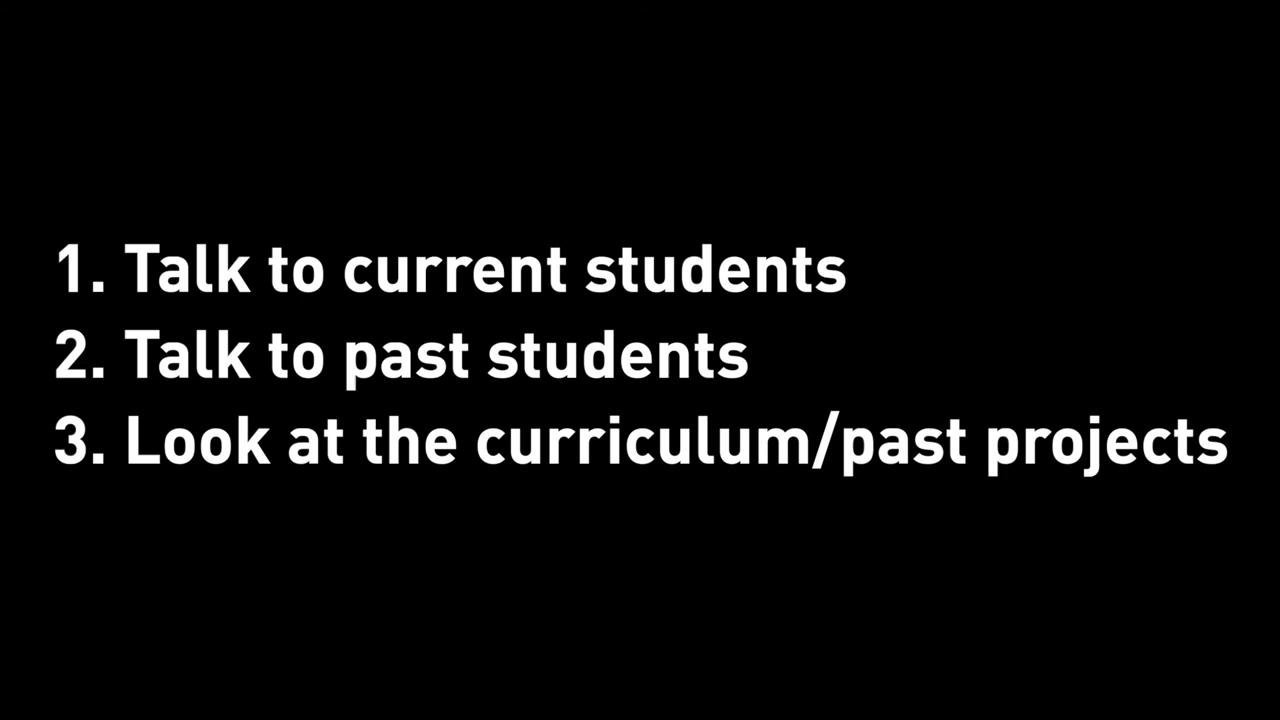 1. Talk to current students
2. Talk to past students
3. Look at the curriculum/past projects